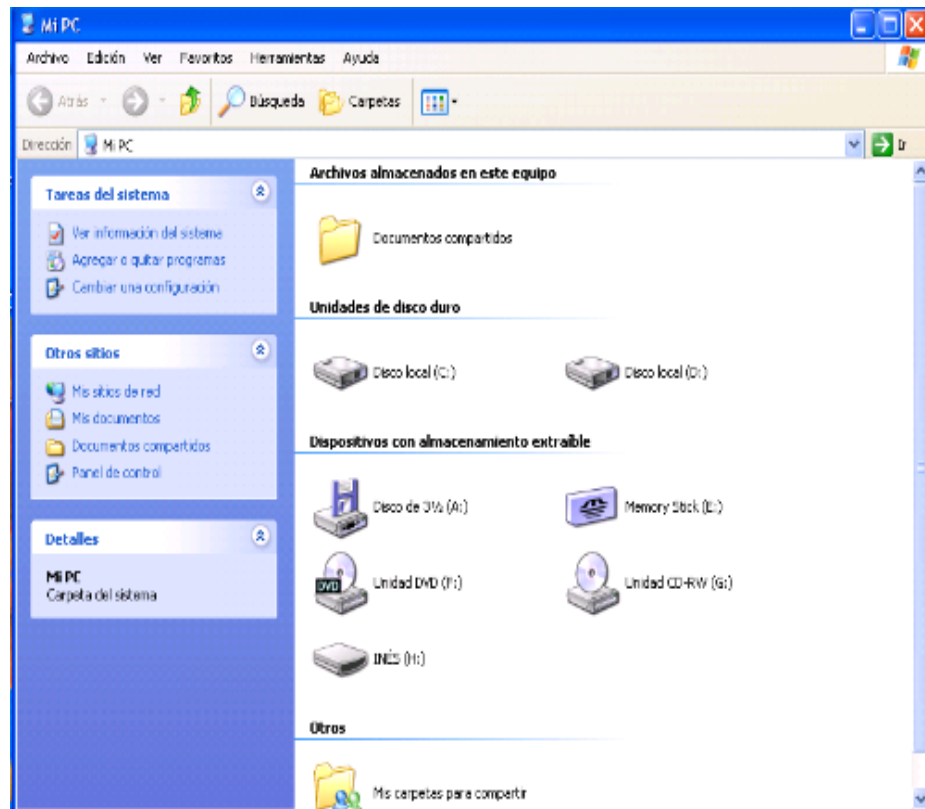 Mi PC
Archivo Edición Ver Favoritos Herramientas Ayuda
Atrás Búsqueda Carpetas
Dirección Mi PC Ir
Tareas del sistema
Ver información del sistema
Agregar o quitar programas
Cambiar una configuración
Otros sitios
Mis sitios de red
Mis documentos
Documentos compartidos
Panel de control
Detalles
Mi PC
Carpeta del sistema
Archivos almacenados en este equipo
Documentos compartidos
Unidades de disco duro
Disco local (C:) Disco local (D:)
Dispositivos con almacenamiento extraíble
Disco de 3½ (A:) Memory Stick (E:)
DVD Unidad DVD (F:) Unidad CD-RW (G:)
INÉS (H:)
Otros
Mis carpetas para compartir